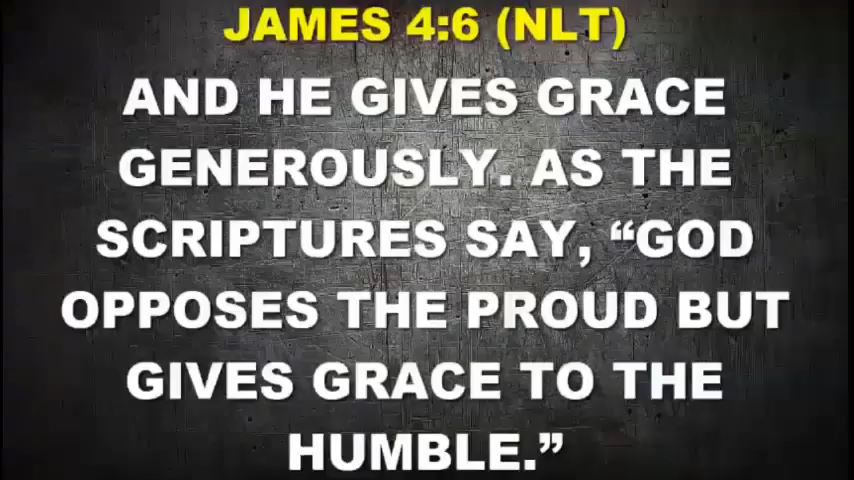 JAMES 4:6 (NLT)
AND HE GIVES GRACE
GENEROUSLY. AS THE
SCRIPTURES SAY, “GOD
OPPOSES THE PROUD BUT
GIVES GRACE TO THE
HUMBLE.”